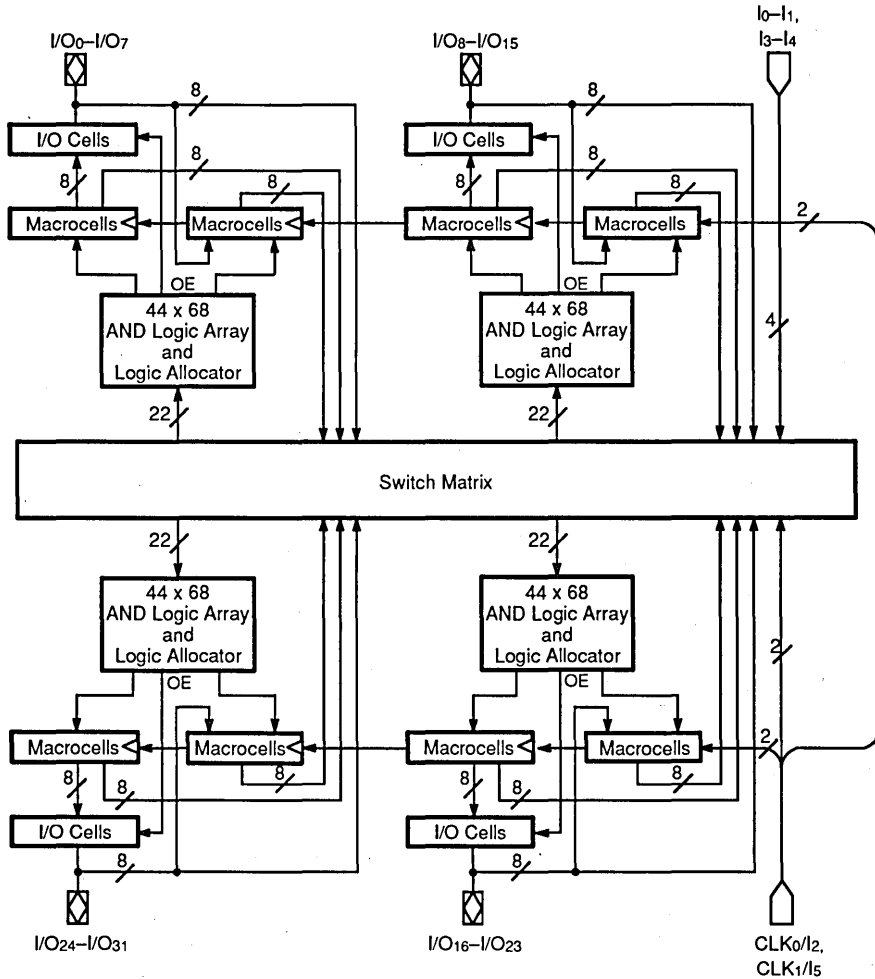 I/O0–I/O7
I/O8–I/O15
I0–I1,
I3–I4
8
8
I/O Cells
I/O Cells
8
8
8
8
8
8
Macrocells
Macrocells
Macrocells
Macrocells
2
OE
OE
44 x 68
AND Logic Array
and
Logic Allocator
44 x 68
AND Logic Array
and
Logic Allocator
4
22
22
Switch Matrix
22
22
44 x 68
AND Logic Array
and
Logic Allocator
44 x 68
AND Logic Array
and
Logic Allocator
2
OE
OE
Macrocells
Macrocells
Macrocells
Macrocells
2
8
8
8
8
8
8
I/O Cells
I/O Cells
8
8
I/O24–I/O31
I/O16–I/O23
CLK0/I2,
CLK1/I5